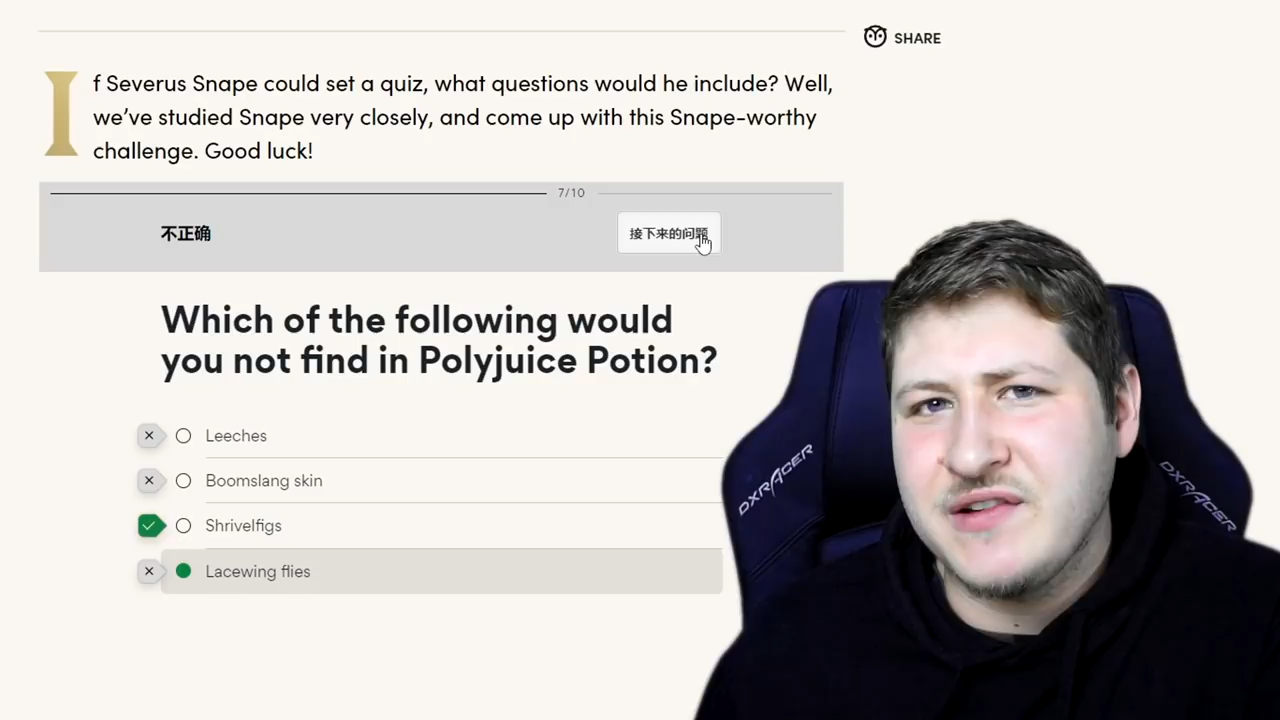 SHARE
If Severus Snape could set a quiz, what questions would he include? Well,
we’ve studied Snape very closely, and come up with this Snape-worthy
challenge. Good luck!
7/10
不正确
接下来的问题
Which of the following would
you not find in Polyjuice Potion?
Leeches
Boomslang skin
Shrivelfigs
Lacewing flies
DXRACER
DXRACER